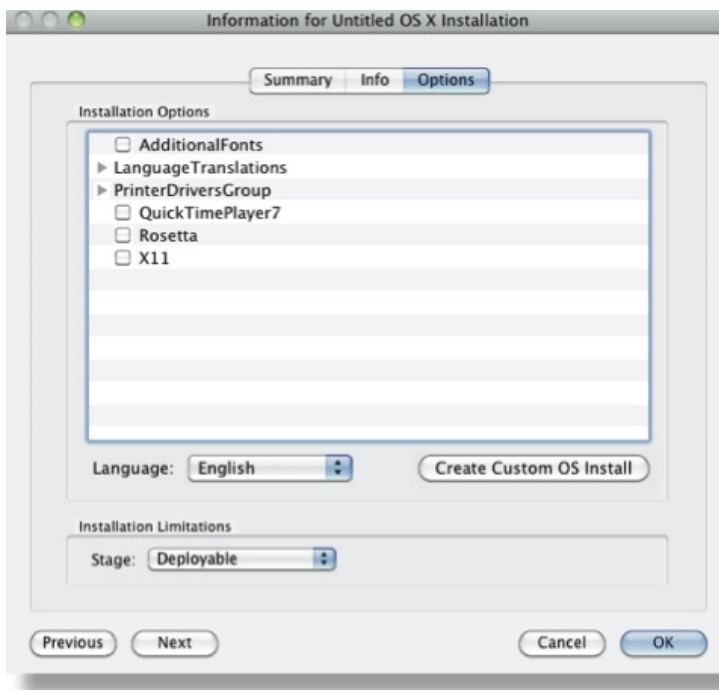 Information for Untitled OS X Installation
Summary Info Options
Installation Options
AdditionalFonts
LanguageTranslations
PrinterDriversGroup
QuickTimePlayer7
Rosetta
X11
Language: English Create Custom OS Install
Installation Limitations
Stage: Deployable
Previous Next Cancel OK